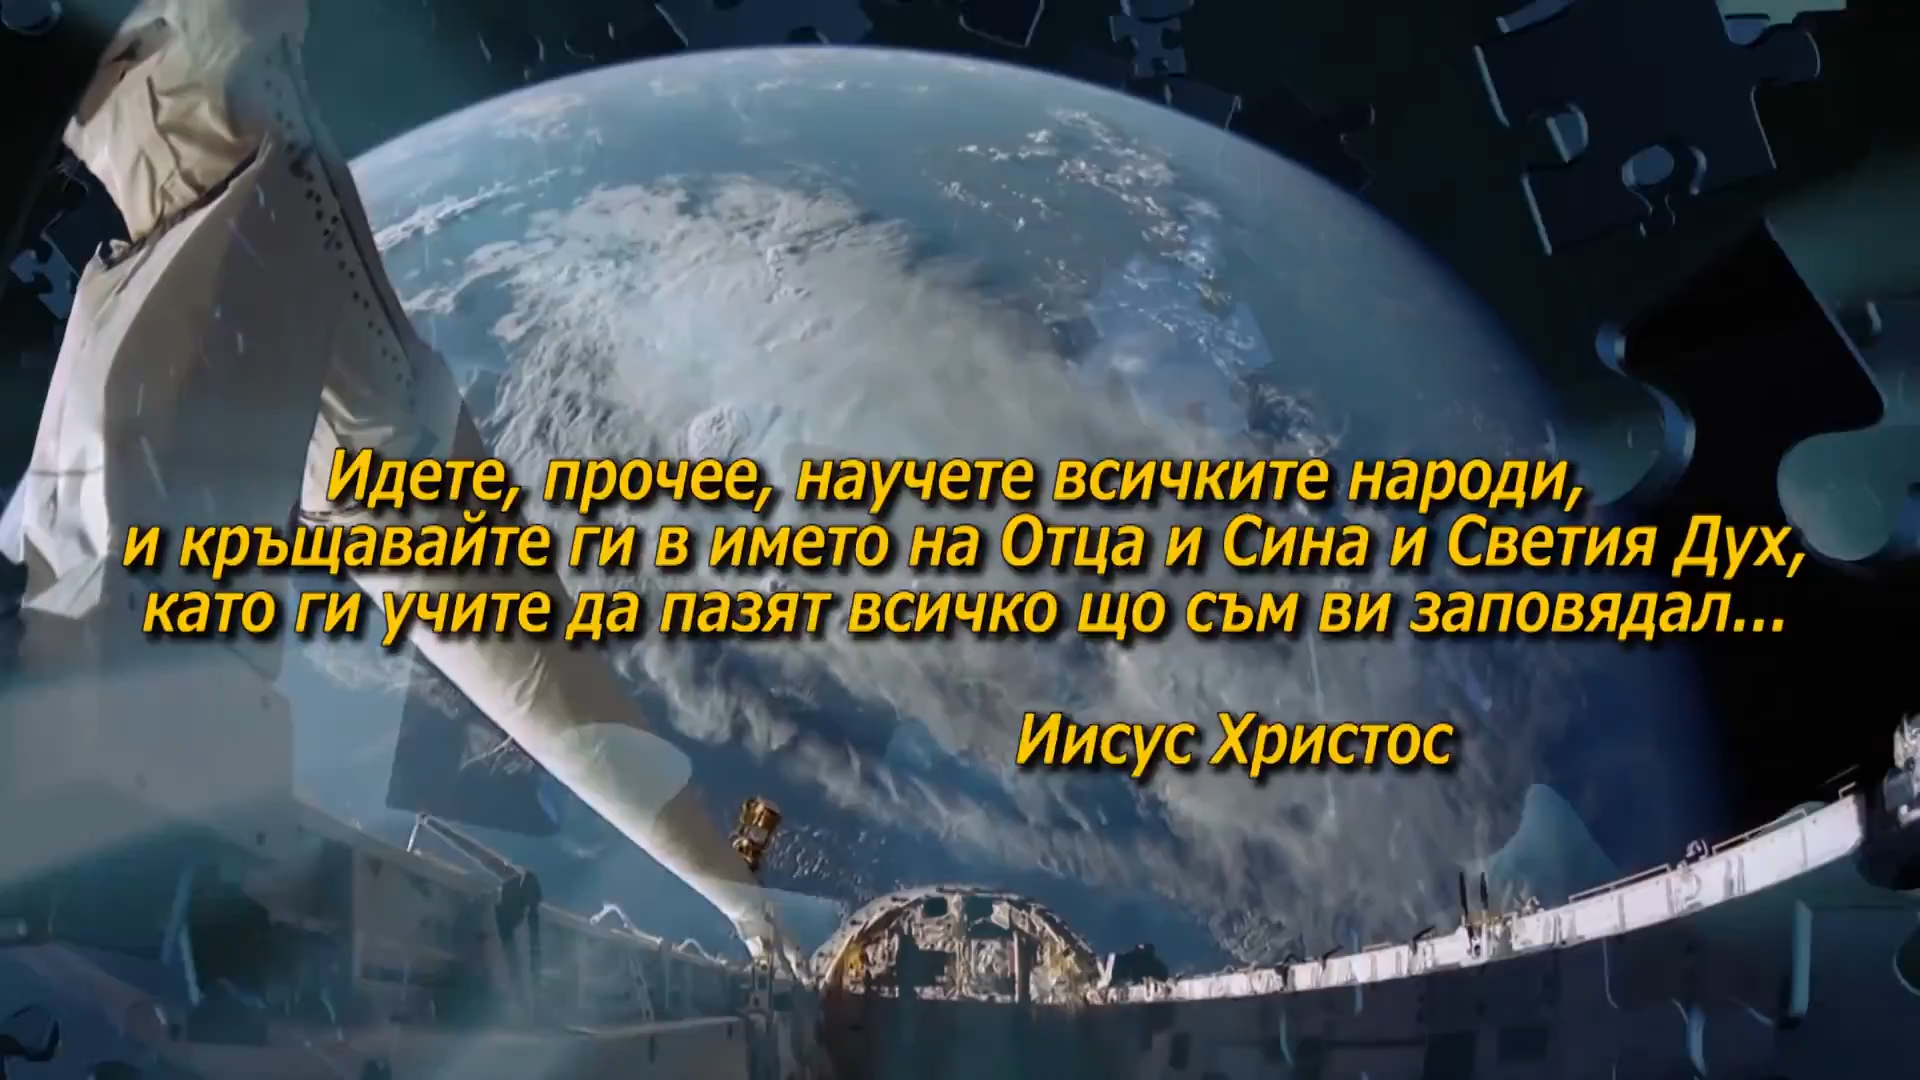 Идете, прочее, научете всичките народи,
и кръщавайте ги в името на Отца и Сина и Светия Дух,
като ги учите да пазят всичко що съм ви заповядал...
Иисус Христос